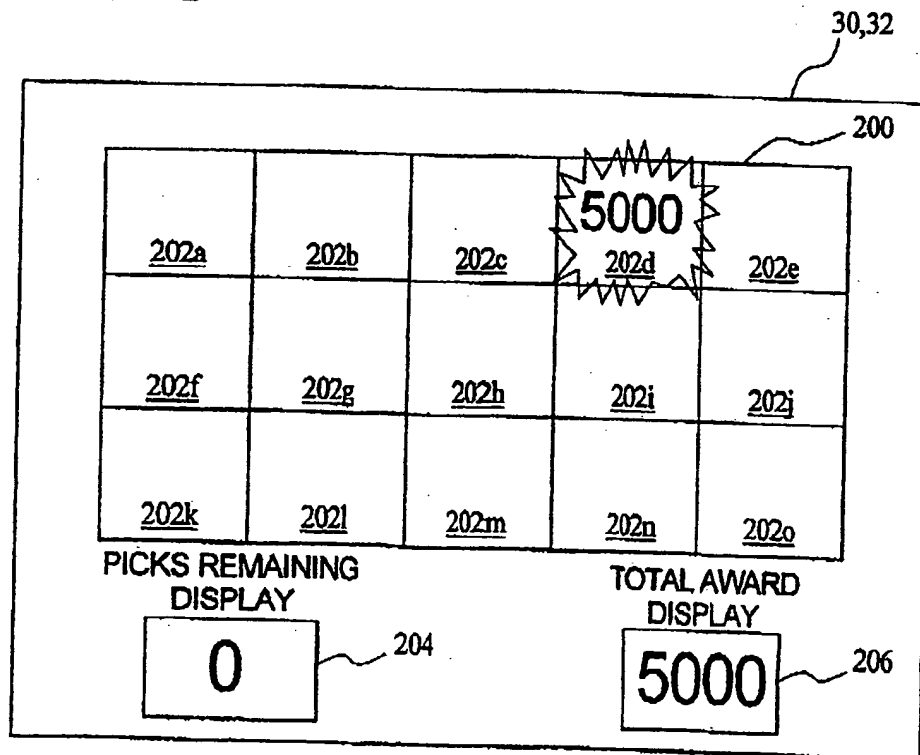 30,32
200
5000
202a 202b 202c 202d 202e
202f 202g 202h 202i 202j
202k 202l 202m 202n 202o
PICKS REMAINING
DISPLAY
0
204
TOTAL AWARD
DISPLAY
5000
206